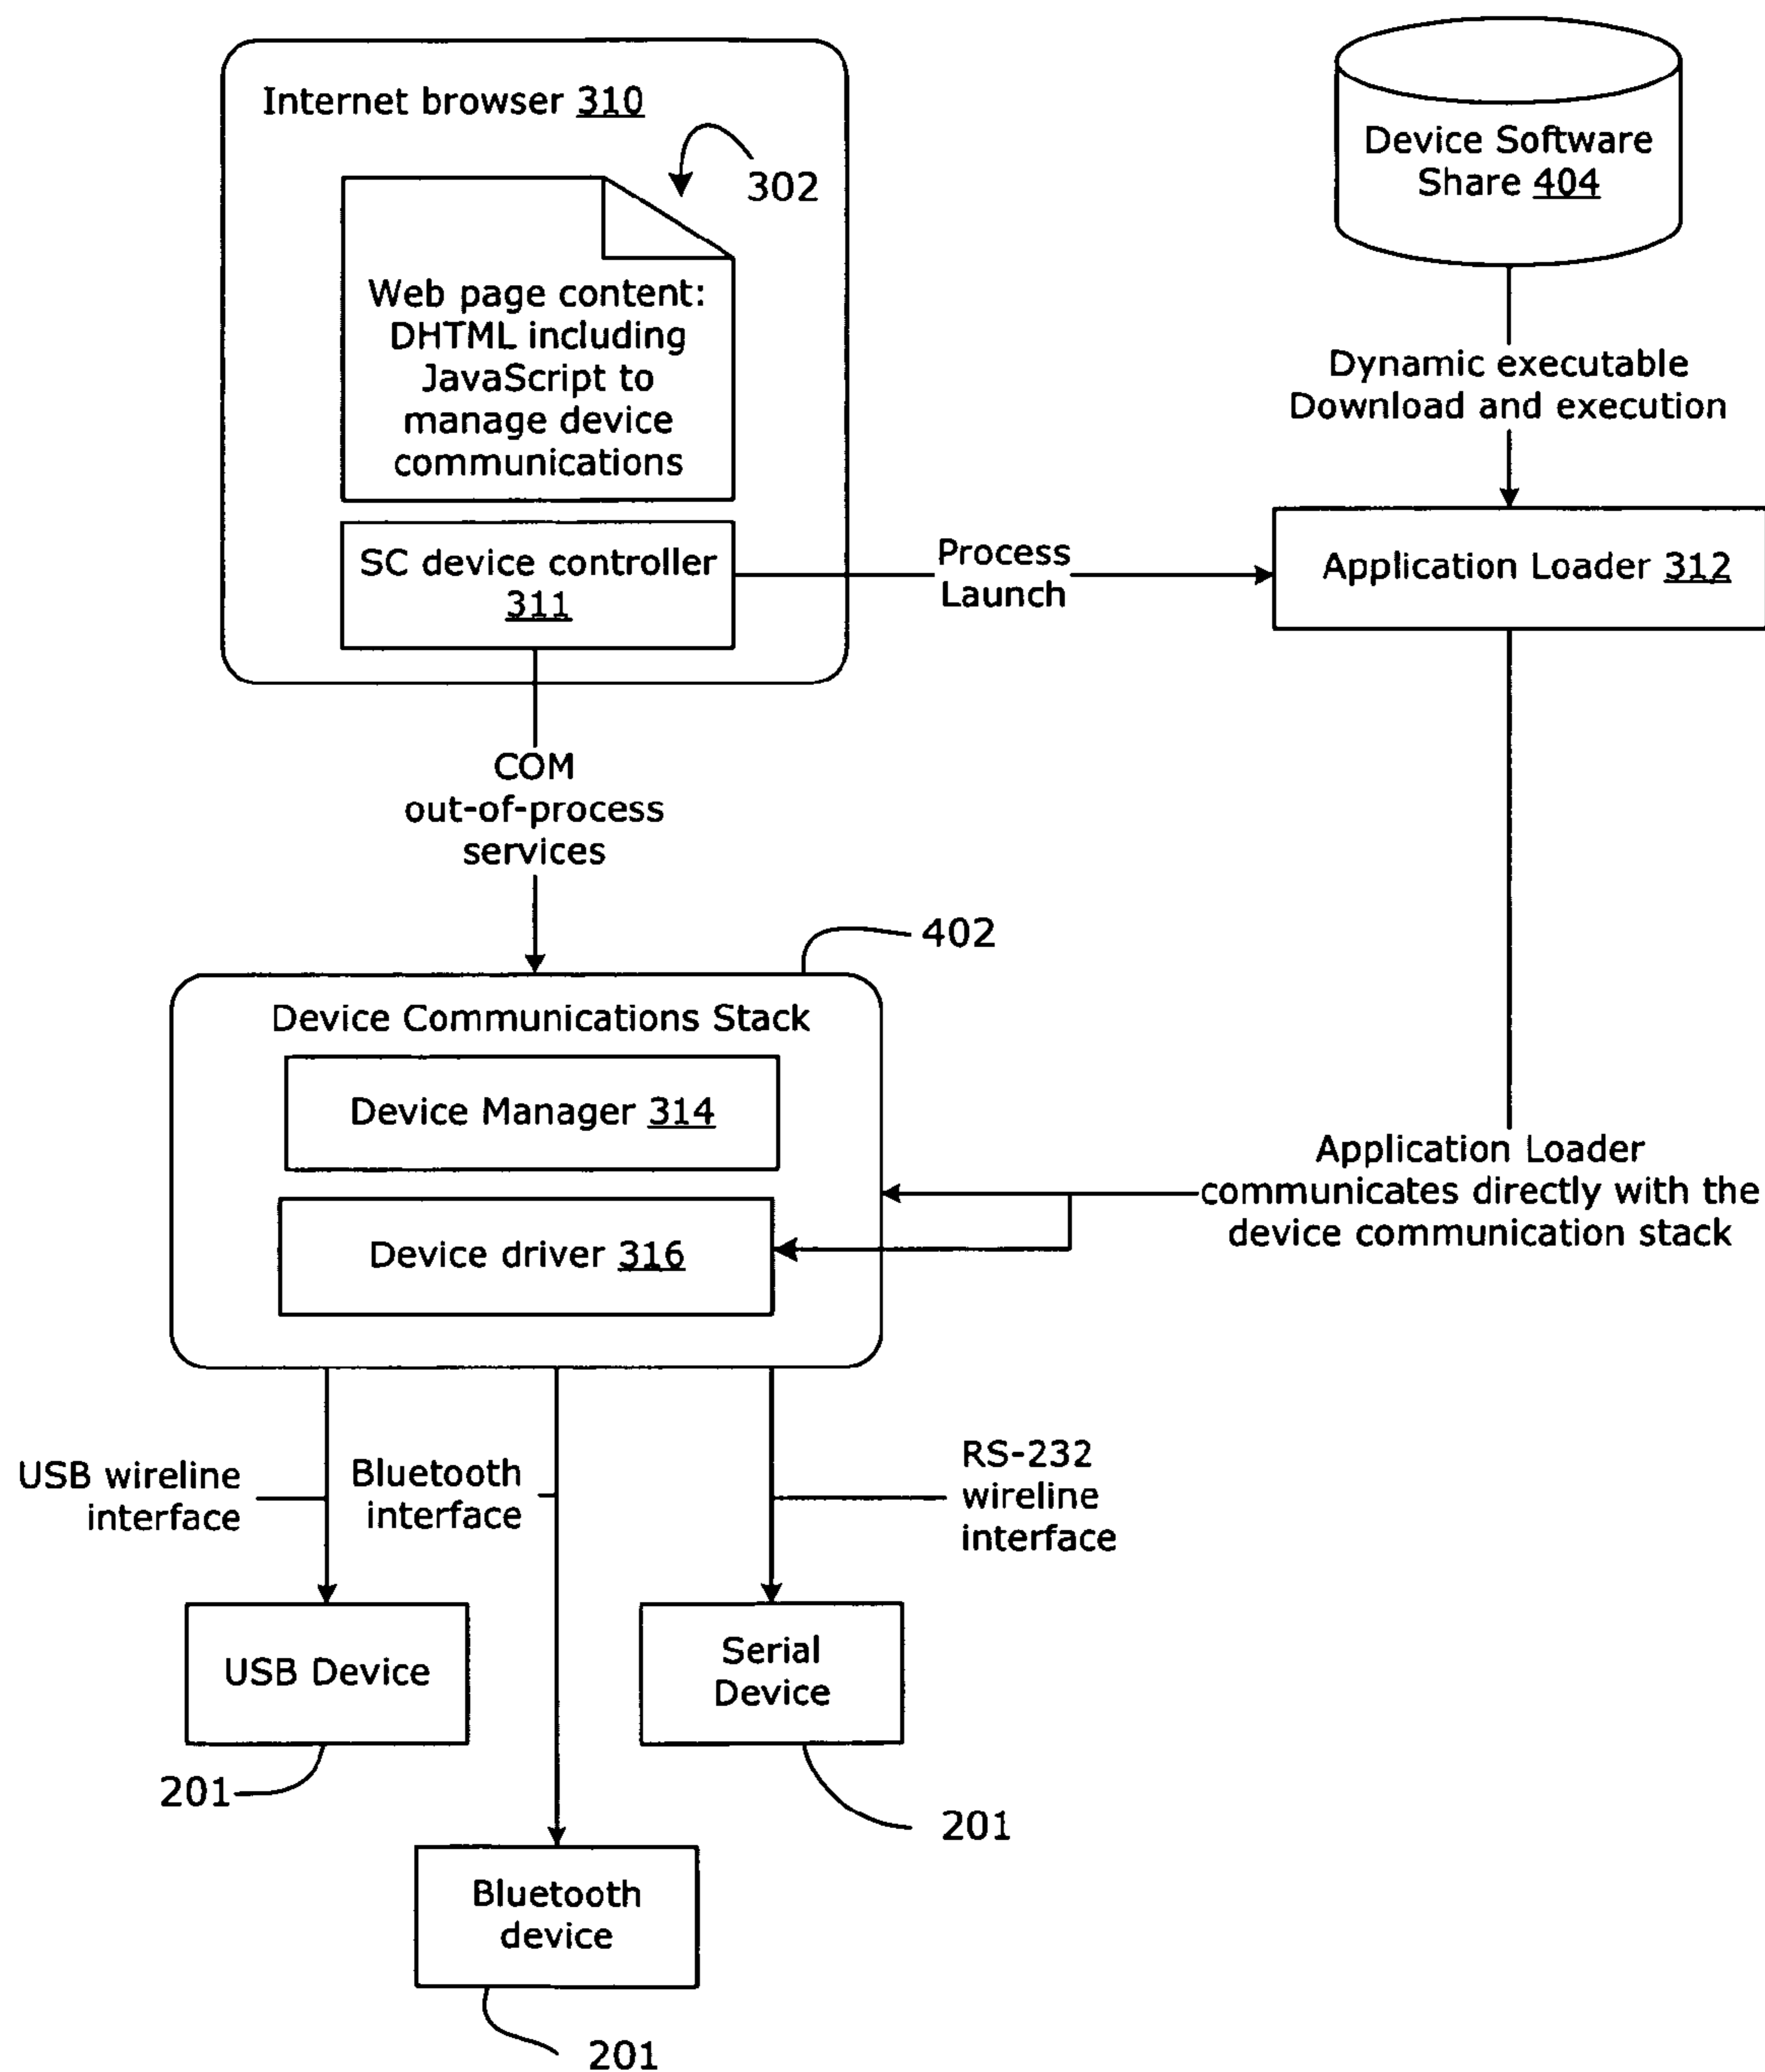 Internet browser 310
302
Web page content:
DHTML including
JavaScript to
manage device
communications
SC device controller
311
Device Software
Share 404
Dynamic executable
Download and execution
Process
Launch
Application Loader 312
COM
out-of-process
services
402
Device Communications Stack
Device Manager 314
Device driver 316
Application Loader
communicates directly with the
device communication stack
USB wireline
interface
Bluetooth
interface
RS-232
wireline
interface
USB Device
Serial
Device
201
201
Bluetooth
device
201